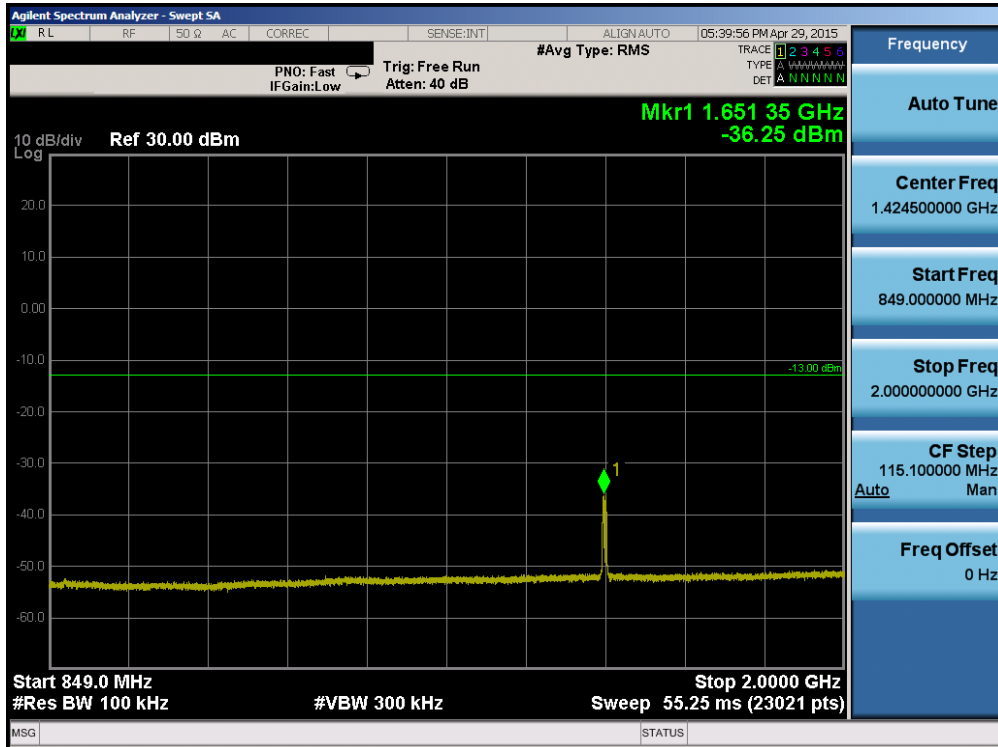 Agilent Spectrum Analyzer - Swept SA
LXI RL RF 50 Ω AC CORREC SENSE:INT ALIGN AUTO 05:39:56 PM Apr 29, 2015
#Avg Type: RMS TRACE 1 2 3 4 5 6
PNO: Fast Trig: Free Run TYPE A
IFGain:Low Atten: 40 dB DET A N N N N N
Mkr1 1.651 35 GHz
-36.25 dBm
10 dB/div Ref 30.00 dBm
Log
20.0
10.0
0.00
-10.0
-13.00 dBm
-20.0
-30.0
1
-40.0
-50.0
-60.0
Start 849.0 MHz Stop 2.0000 GHz
#Res BW 100 kHz #VBW 300 kHz Sweep 55.25 ms (23021 pts)
MSG STATUS
Frequency
Auto Tune
Center Freq
1.424500000 GHz
Start Freq
849.000000 MHz
Stop Freq
2.000000000 GHz
CF Step
115.100000 MHz
Auto Man
Freq Offset
0 Hz